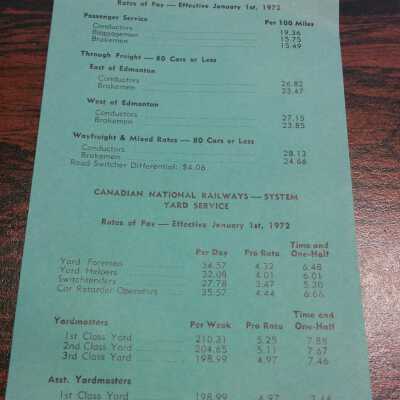 Rates of Pay — Effective January 1st, 1972
Passenger Service Per 100 Miles
Conductors 19.36
Baggagemen 15.75
Brakemen 15.49
Through Freight — 80 Cars or Less
East of Edmonton
Conductors 26.82
Brakemen 23.47
West of Edmonton
Conductors 27.15
Brakemen 23.85
Wayfreight & Mixed Rates — 80 Cars or Less
Conductors 28.13
Brakemen 24.66
Road Switcher Differential: $4.06
CANADIAN NATIONAL RAILWAYS — SYSTEM
YARD SERVICE
Rates of Pay — Effective January 1st, 1972
Time and
Per Day Pro Rata One-Half
Yard Foremen 34.57 4.32 6.48
Yard Helpers 32.08 4.01 6.01
Switchtenders 27.78 3.47 5.20
Car Retarder Operators 35.57 4.44 6.66
Time and
Yardmasters Per Week Pro Rata One-Half
1st Class Yard 210.31 5.25 7.88
2nd Class Yard 204.65 5.11 7.67
3rd Class Yard 198.99 4.97 7.46
Asst. Yardmasters
1st Class Yard 198.99 4.97 7.46